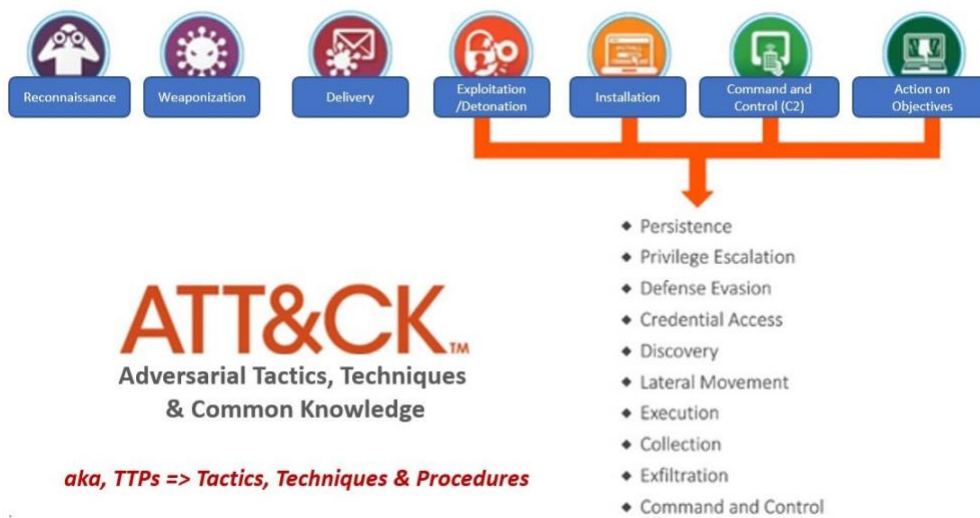 Reconnaissance
Weaponization
Delivery
Exploitation
/Detonation
Installation
Command and
Control (C2)
Action on
Objectives
Persistence
Privilege Escalation
Defense Evasion
Credential Access
Discovery
Lateral Movement
Execution
Collection
Exfiltration
Command and Control
ATT&CK™
Adversarial Tactics, Techniques
& Common Knowledge
aka, TTPs => Tactics, Techniques & Procedures